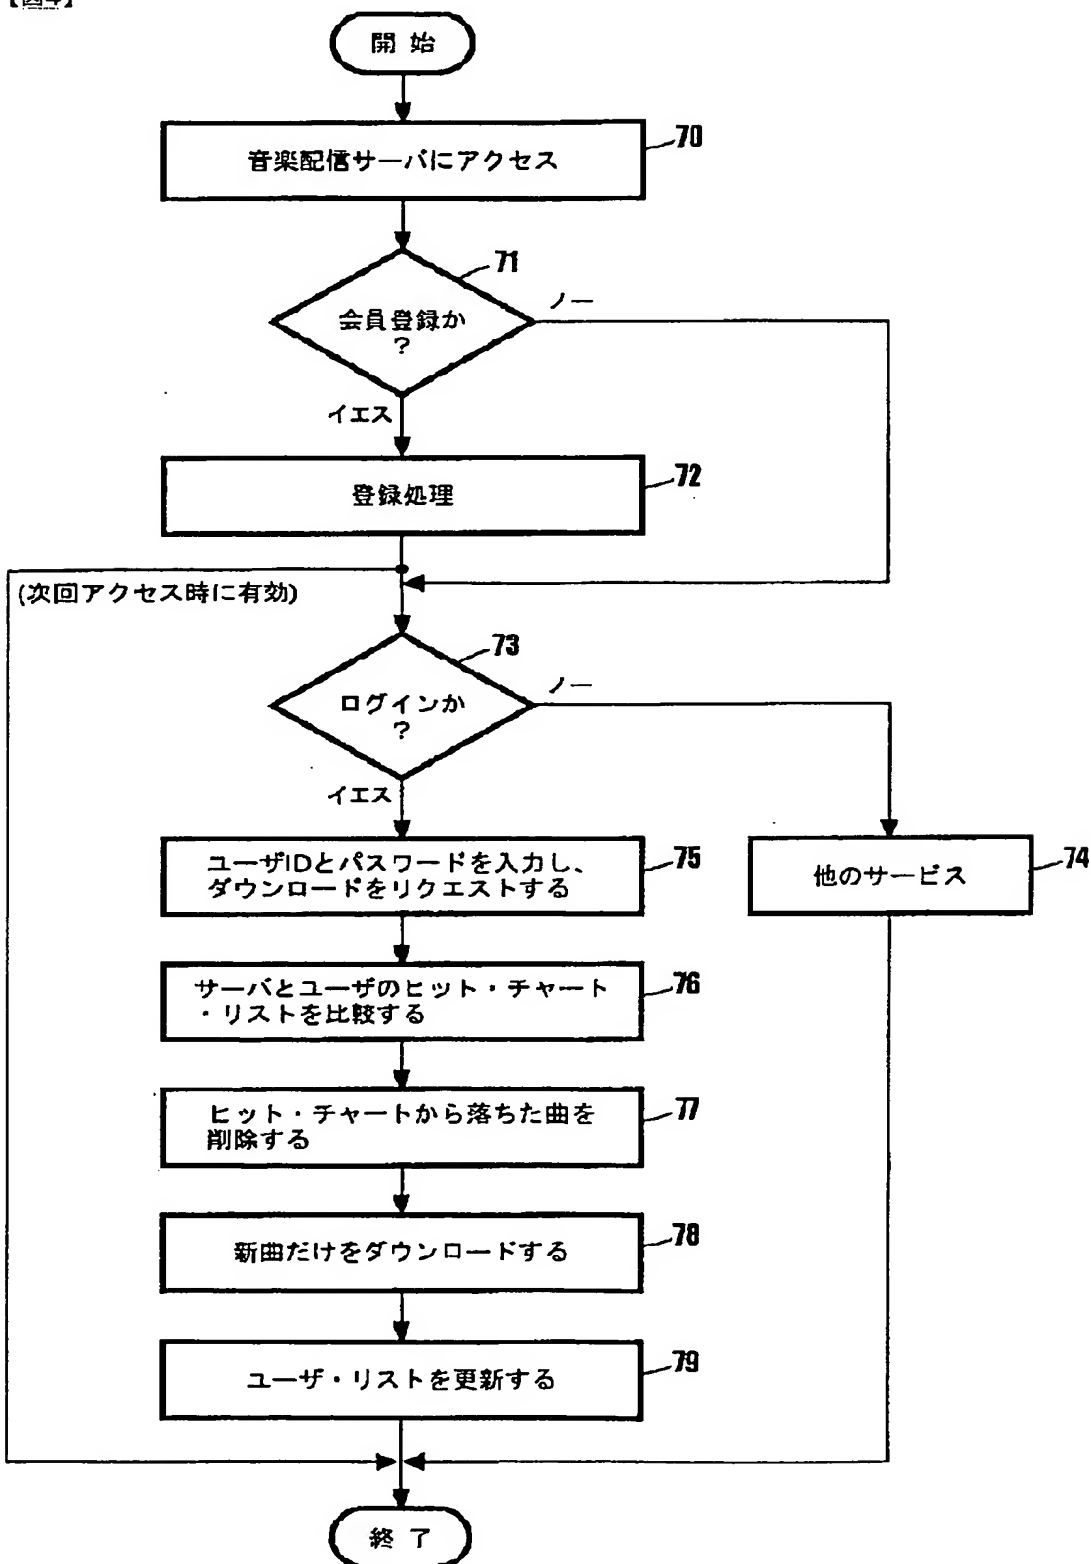 【図4】
開 始
音楽配信サーバにアクセス
70
71
会員登録か
?
ノー
イエス
登録処理
72
(次回アクセス時に有効)
73
ログインか
?
ノー
イエス
ユーザIDとパスワードを入力し、
ダウンロードをリクエストする
75
他のサービス
74
サーバとユーザのヒット・チャート
・リストを比較する
76
ヒット・チャートから落ちた曲を
削除する
77
新曲だけをダウンロードする
78
ユーザ・リストを更新する
79
終 了